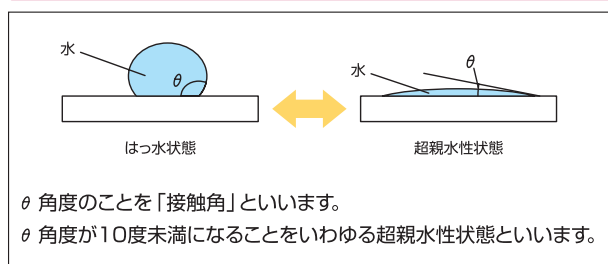 水
θ
はっ水状態
水
θ
超親水性状態
θ 角度のことを「接触角」といいます。
θ 角度が10度未満になることをいわゆる超親水性状態といいます。